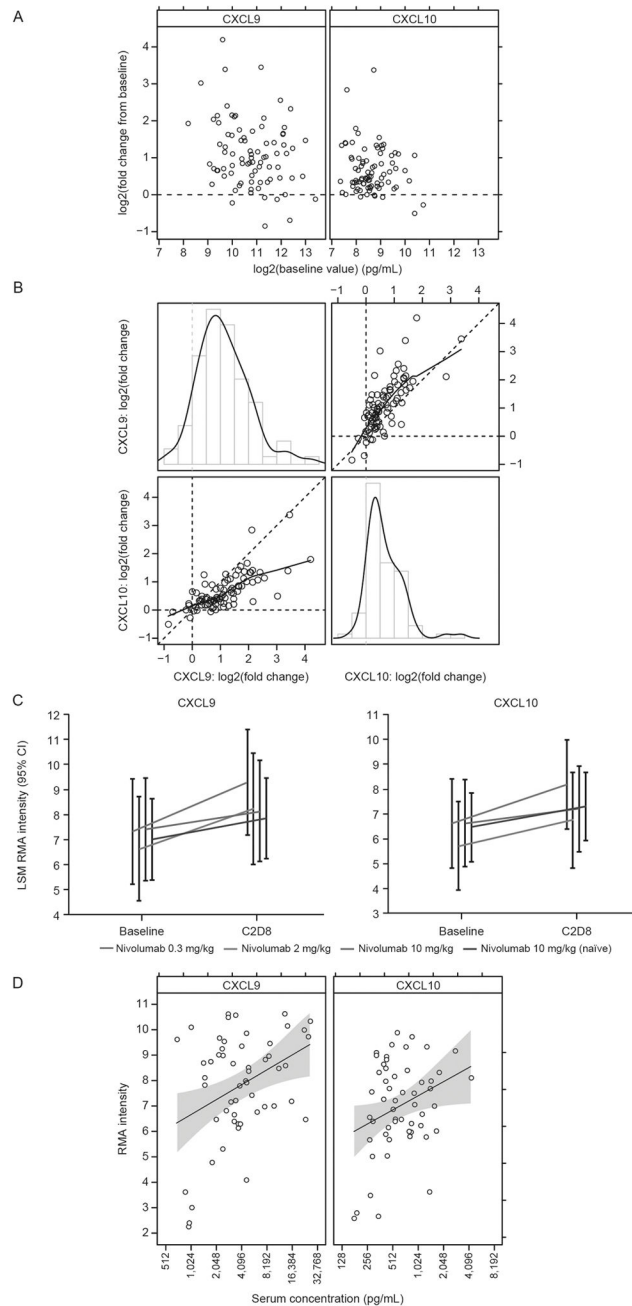 A
CXCL9 CXCL10
log2(fold change from baseline)
4
3
2
1
0
−1
7 8 9 10 11 12 13 7 8 9 10 11 12 13
log2(baseline value) (pg/mL)
B
−1 0 1 2 3 4
CXCL9: log2(fold change)
4
3
2
1
0
−1
CXCL10: log2(fold change)
4
3
2
1
0
−1
−1 0 1 2 3 4
CXCL9: log2(fold change) CXCL10: log2(fold change)
C
CXCL9 CXCL10
LSM RMA intensity (95% CI)
12 11
11 10
10 9
9 8
8 7
7 6
6 5
5 4
4 3
Baseline C2D8 Baseline C2D8
Nivolumab 0.3 mg/kg Nivolumab 2 mg/kg Nivolumab 10 mg/kg Nivolumab 10 mg/kg (naïve)
D
CXCL9 CXCL10
RMA intensity
11
10
9
8
7
6
5
4
3
2
512 1,024 2,048 4,096 8,192 16,384 32,768 128 256 512 1,024 2,048 4,096 8,192
Serum concentration (pg/mL)